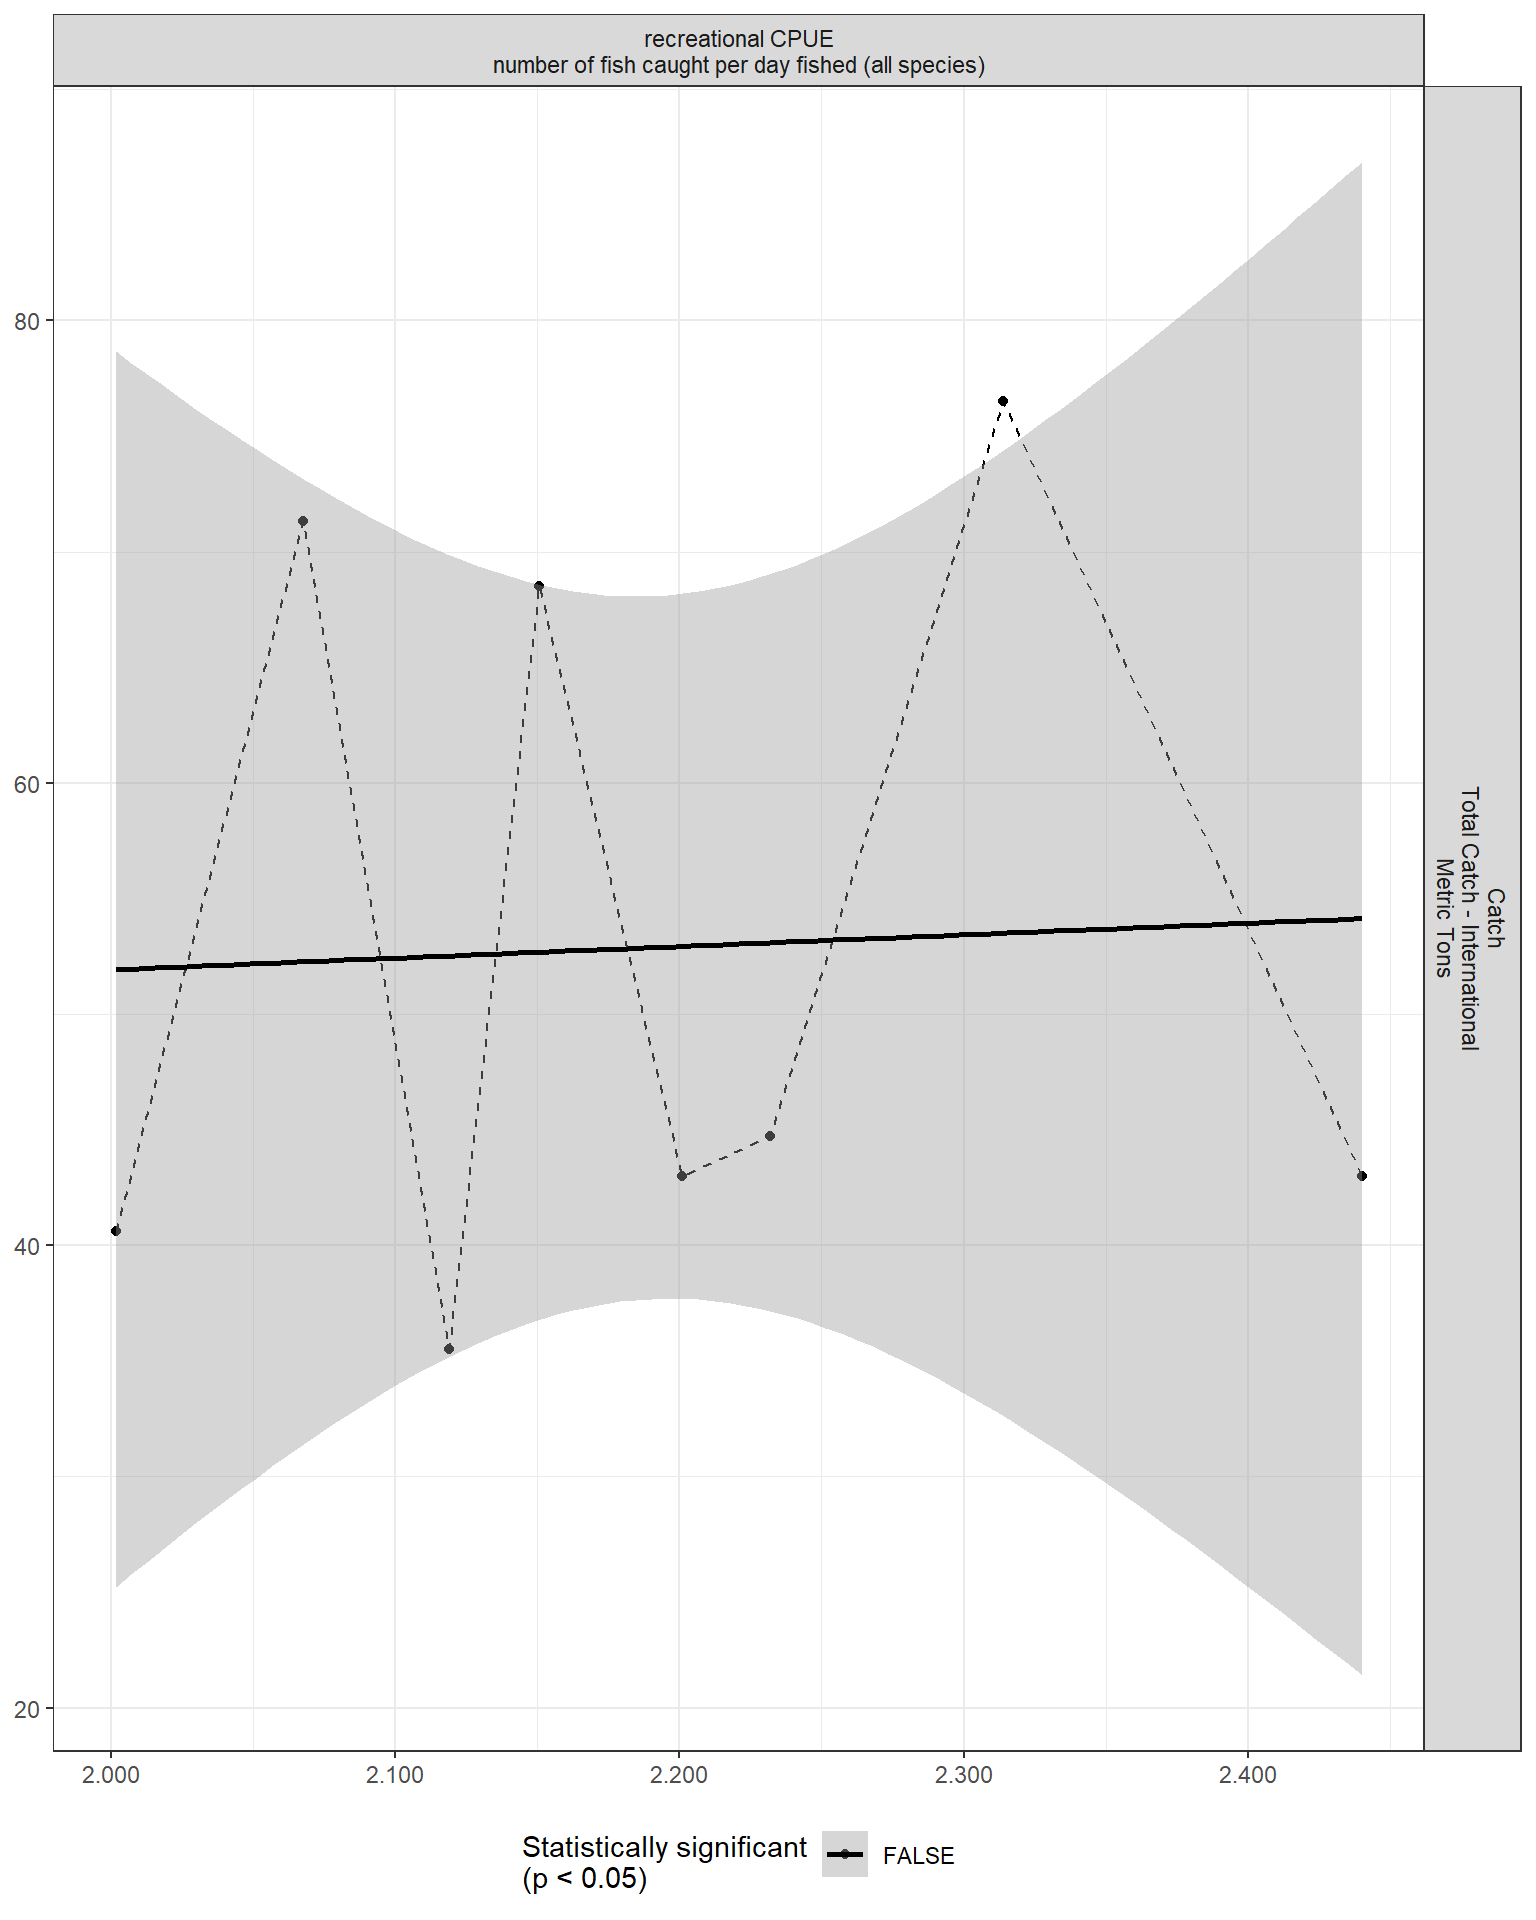 recreational CPUE
number of fish caught per day fished (all species)
80
60
40
20
Catch
Total Catch - International
Metric Tons
2.000
2.100
2.200
2.300
2.400
Statistically significant
(p < 0.05)
FALSE